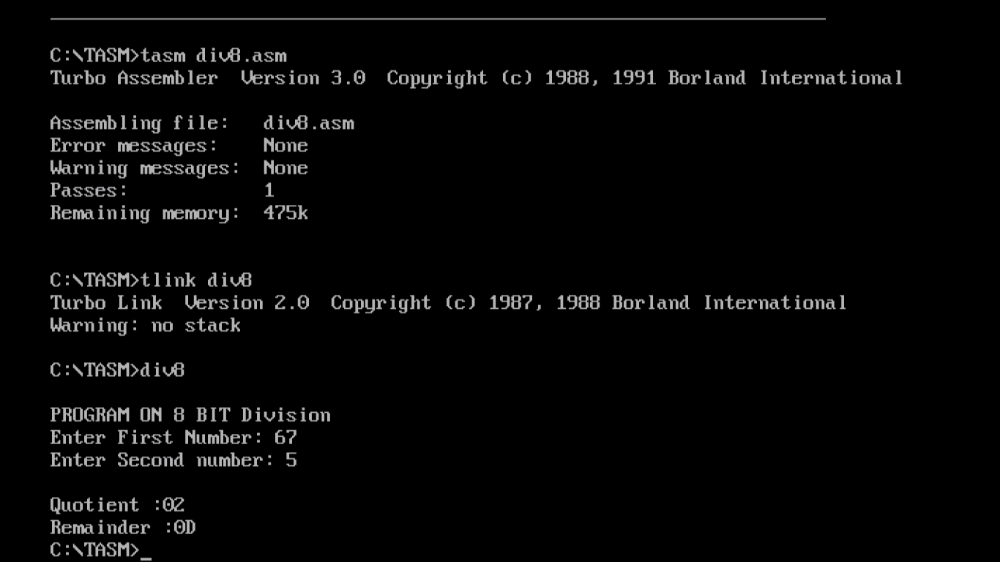 C:\TASM>tasm div8.asm
Turbo Assembler  Version 3.0  Copyright (c) 1988, 1991 Borland International
Assembling file:   div8.asm
Error messages:    None
Warning messages:  None
Passes:            1
Remaining memory:  475k
C:\TASM>tlink div8
Turbo Link  Version 2.0  Copyright (c) 1987, 1988 Borland International
Warning: no stack
C:\TASM>div8
PROGRAM ON 8 BIT Division
Enter First Number: 67
Enter Second number: 5
Quotient :02
Remainder :0D
C:\TASM>_